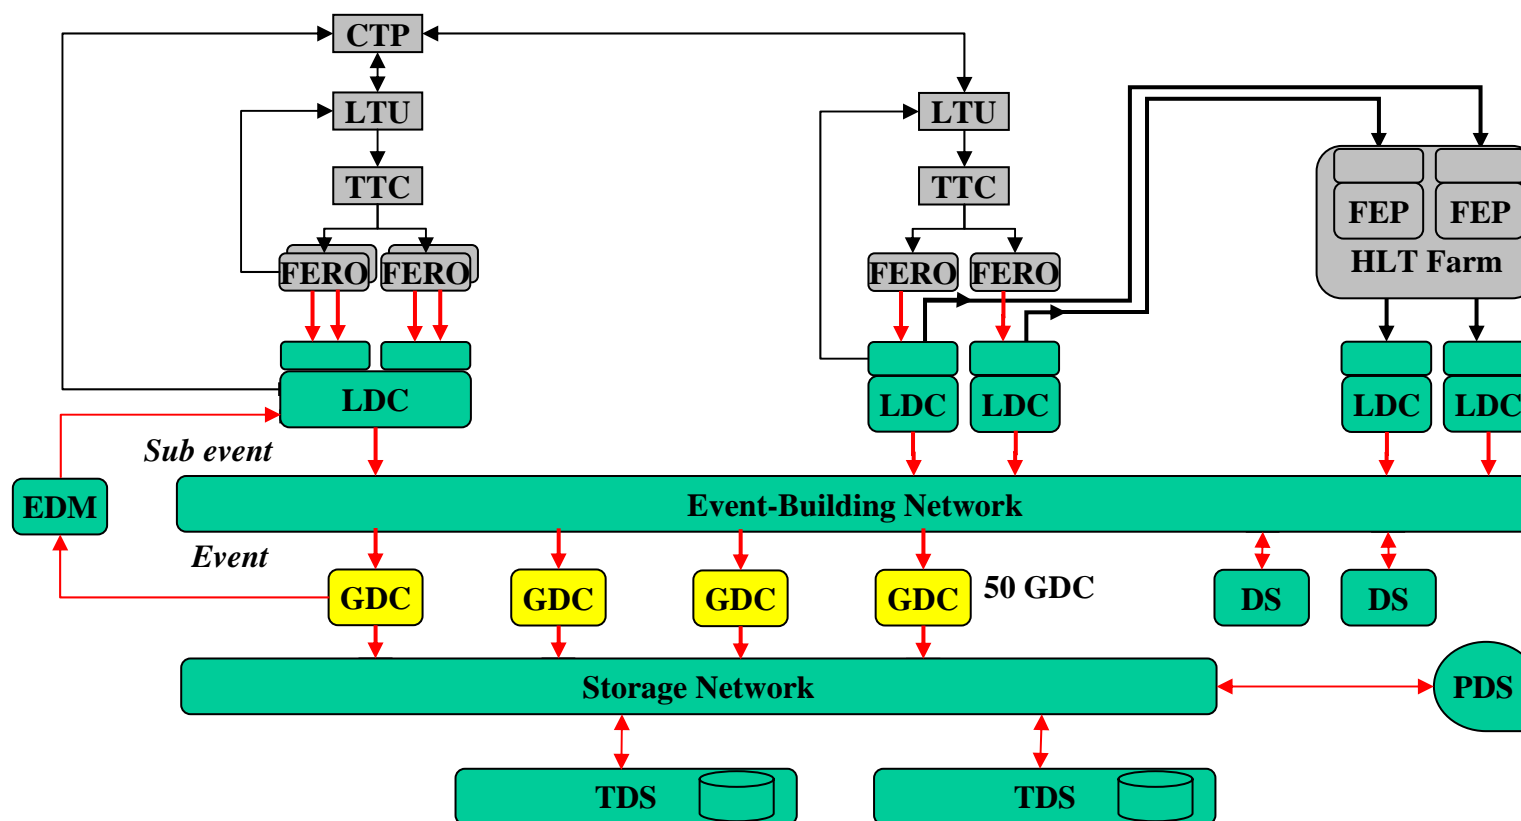 CTP
LTU
LTU
TTC
TTC
FEP
FEP
HLT Farm
FERO
FERO
FERO
FERO
LDC
LDC
LDC
LDC
LDC
Sub event
EDM
Event-Building Network
Event
GDC
GDC
GDC
GDC
50 GDC
DS
DS
Storage Network
PDS
TDS
TDS